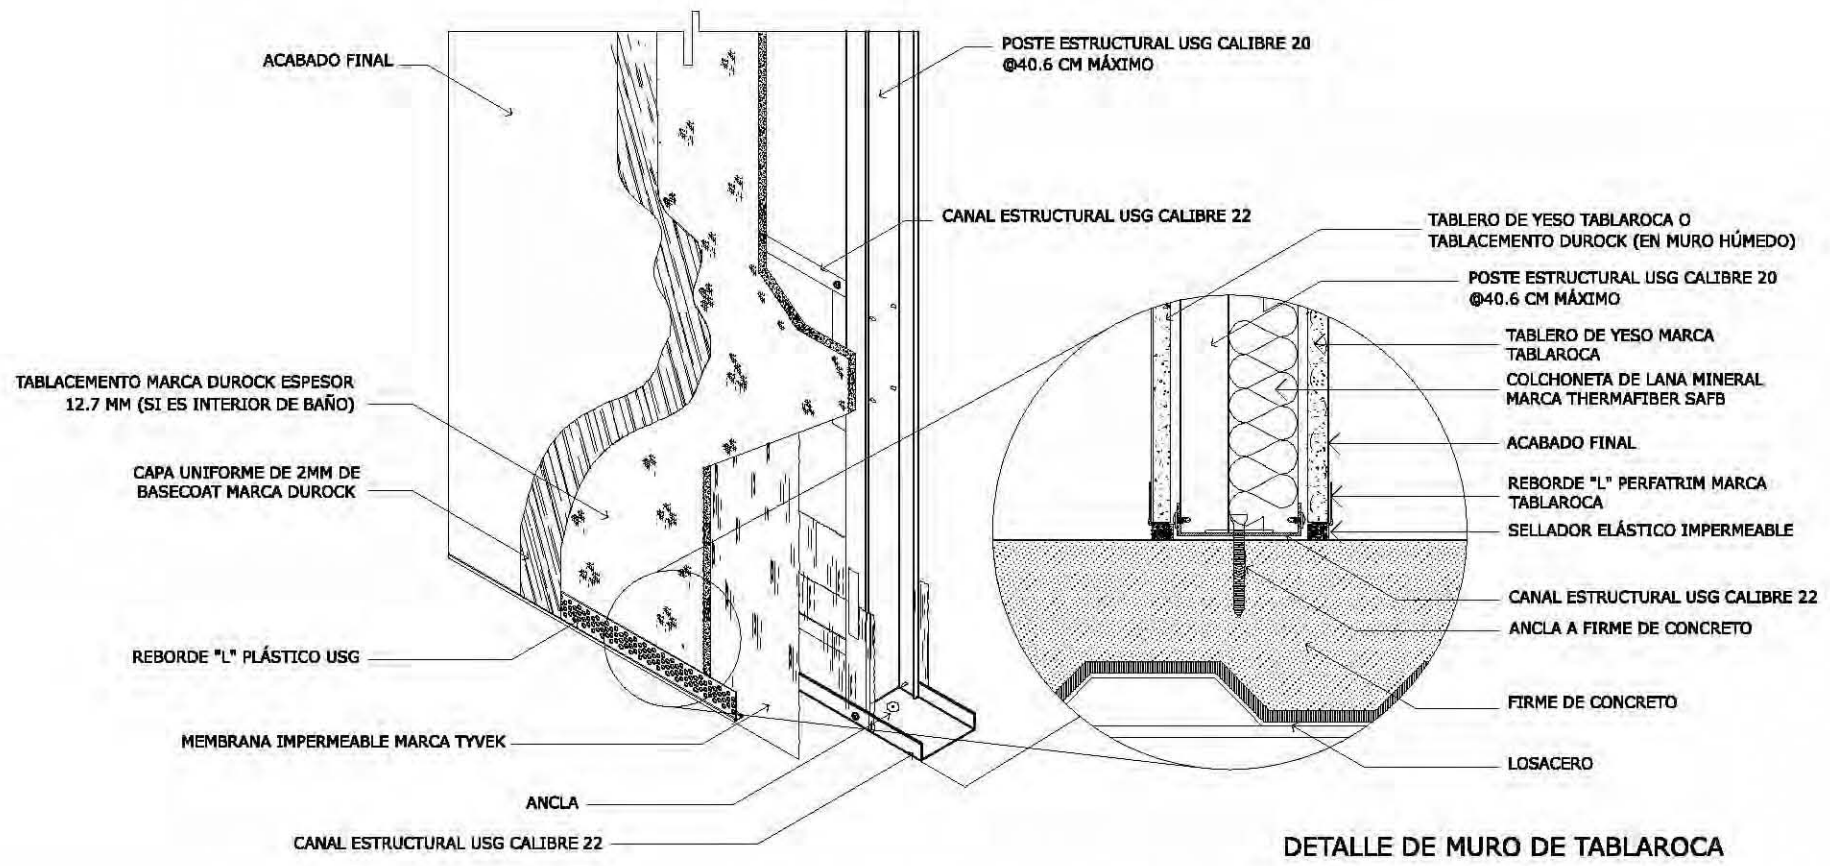 ACABADO FINAL
POSTE ESTRUCTURAL USG CALIBRE 20
@40.6 CM MÁXIMO
CANAL ESTRUCTURAL USG CALIBRE 22
TABLACEMENTO MARCA DUROCK ESPESOR
12.7 MM (SI ES INTERIOR DE BAÑO)
CAPA UNIFORME DE 2MM DE
BASECOAT MARCA DUROCK
REBORDE "L" PLÁSTICO USG
MEMBRANA IMPERMEABLE MARCA TYVEK
ANCLA
CANAL ESTRUCTURAL USG CALIBRE 22
TABLERO DE YESO TABLAROCA O
TABLACEMENTO DUROCK (EN MURO HÚMEDO)
POSTE ESTRUCTURAL USG CALIBRE 20
@40.6 CM MÁXIMO
TABLERO DE YESO MARCA
TABLAROCA
COLCHONETA DE LANA MINERAL
MARCA THERMAFIBER SAFB
ACABADO FINAL
REBORDE "L" PERFATRIM MARCA
TABLAROCA
SELLADOR ELÁSTICO IMPERMEABLE
CANAL ESTRUCTURAL USG CALIBRE 22
ANCLA A FIRME DE CONCRETO
FIRME DE CONCRETO
LOSACERO
DETALLE DE MURO DE TABLAROCA